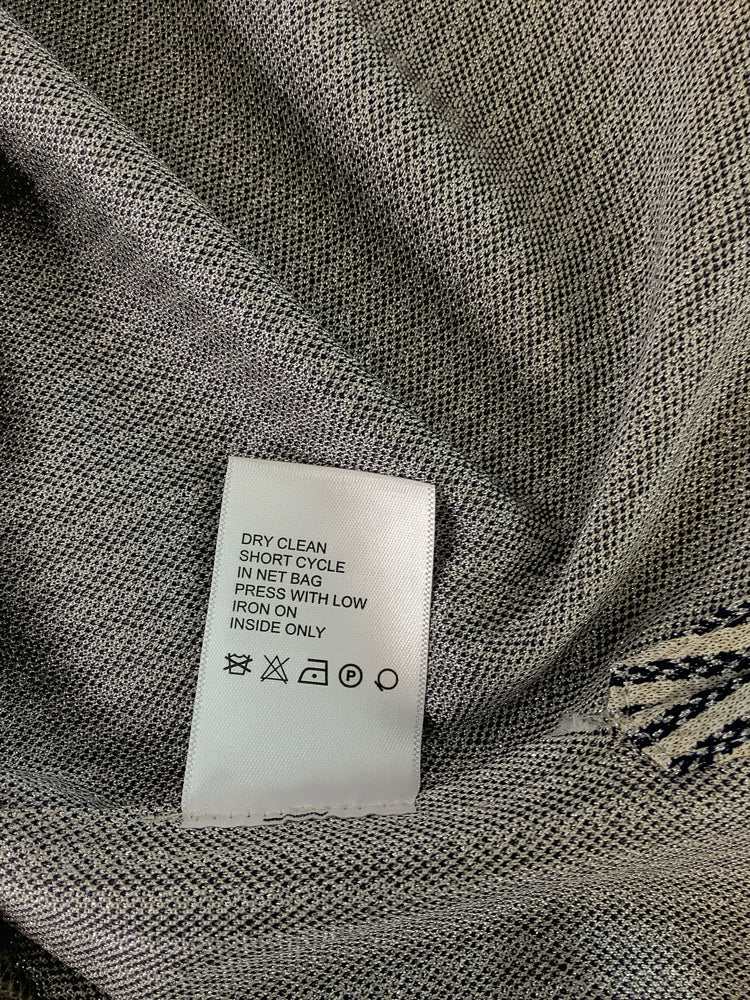 DRY CLEAN
SHORT CYCLE
IN NET BAG
PRESS WITH LOW
IRON ON
INSIDE ONLY
P